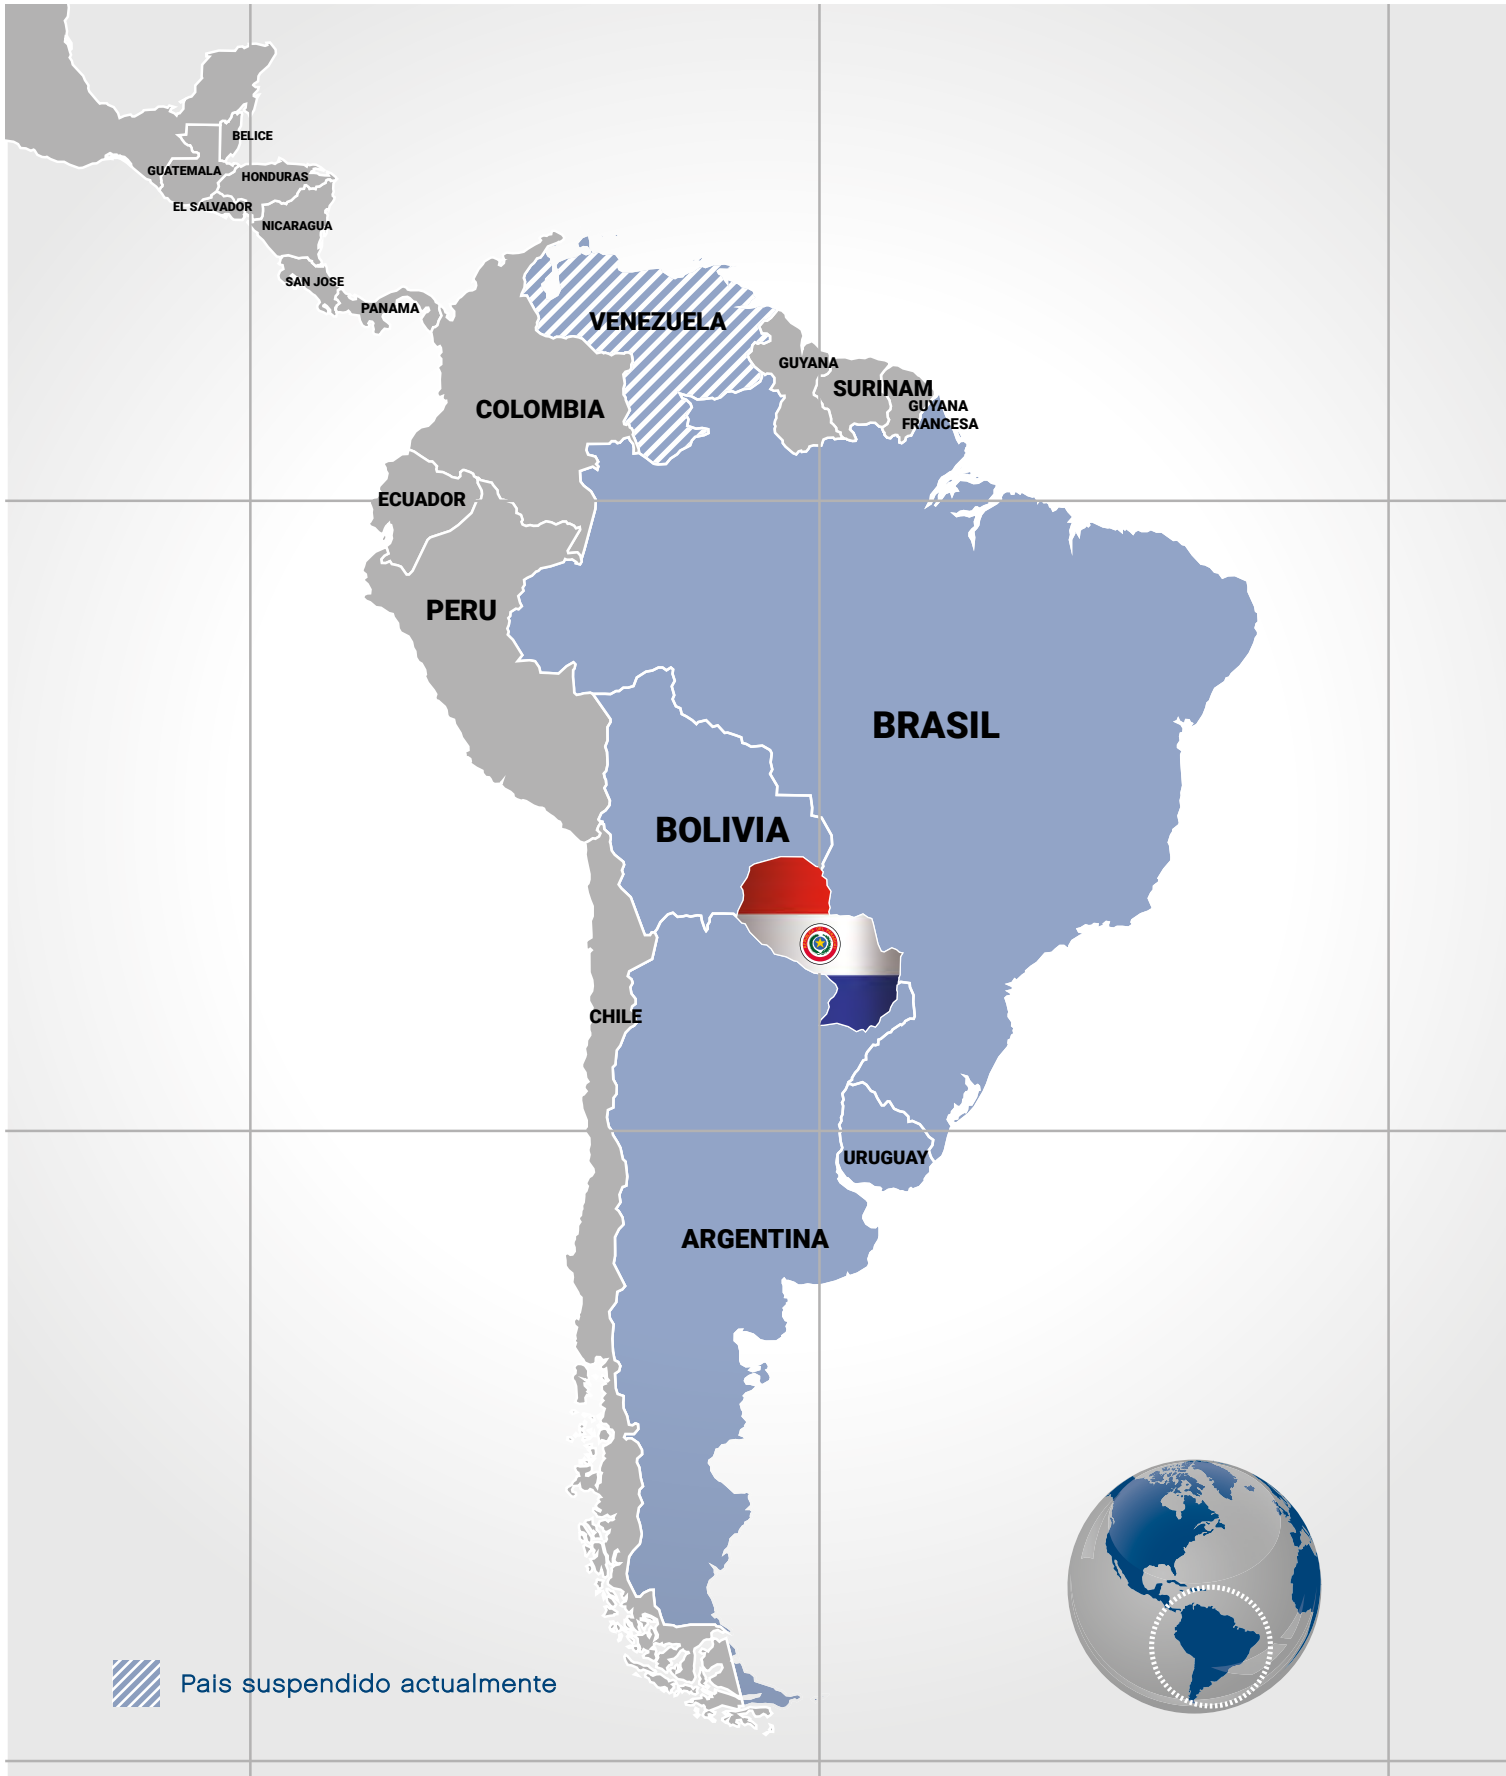 BELICE
GUATEMALA
HONDURAS
EL SALVADOR
NICARAGUA
SAN JOSE
PANAMA
VENEZUELA
GUYANA
SURINAM
GUYANA
FRANCESA
COLOMBIA
ECUADOR
PERU
BRASIL
BOLIVIA
CHILE
URUGUAY
ARGENTINA
Pais suspendido actualmente